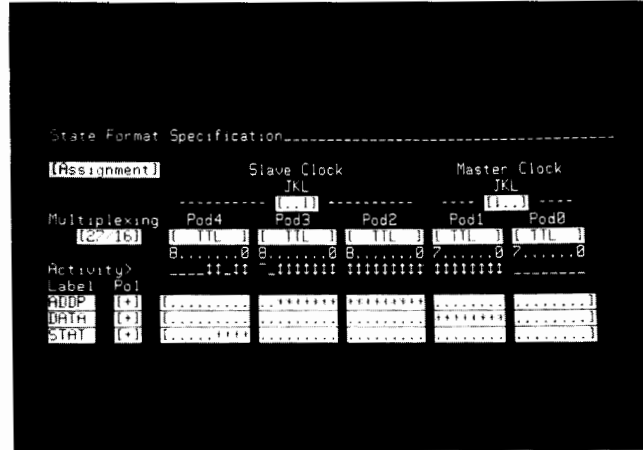 State Format Specification
[Assignment] Slave Clock Master Clock
JKL JKL
Multiplexing Pod4 Pod3 Pod2 Pod1 Pod0
[27/16] [ TTL ] [ TTL ] [ TTL ] [ TTL ] [ TTL ]
8.......0 8.......0 8.......0 7......0 7......0
Activity>
Label Pol
[+]
DATA [+]
STAT [+]